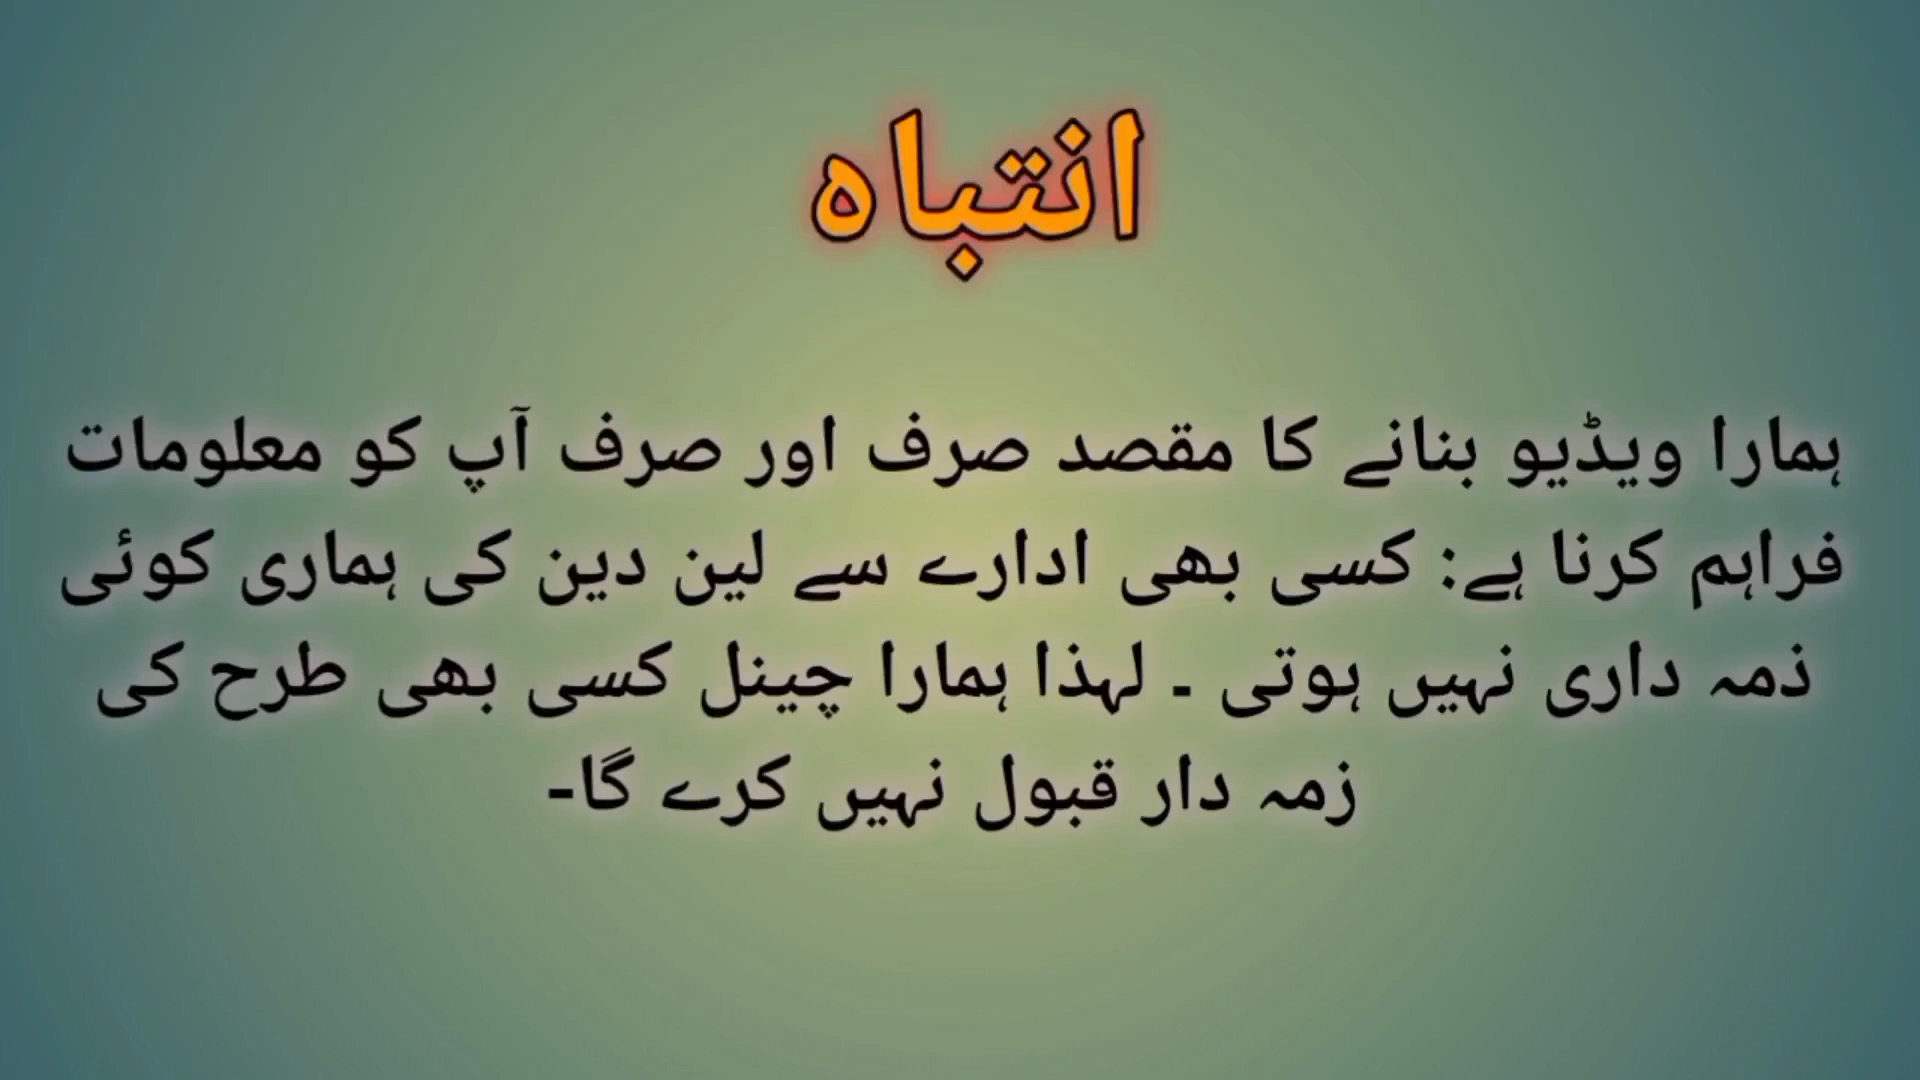 انتباہ
ہمارا ویڈیو بنانے کا مقصد صرف اور صرف آپ کو معلومات
فراہم کرنا ہے: کسی بھی ادارے سے لین دین کی ہماری کوئی
ذمہ داری نہیں ہوتی ۔ لہذا ہمارا چینل کسی بھی طرح کی
زمہ دار قبول نہیں کرے گا-